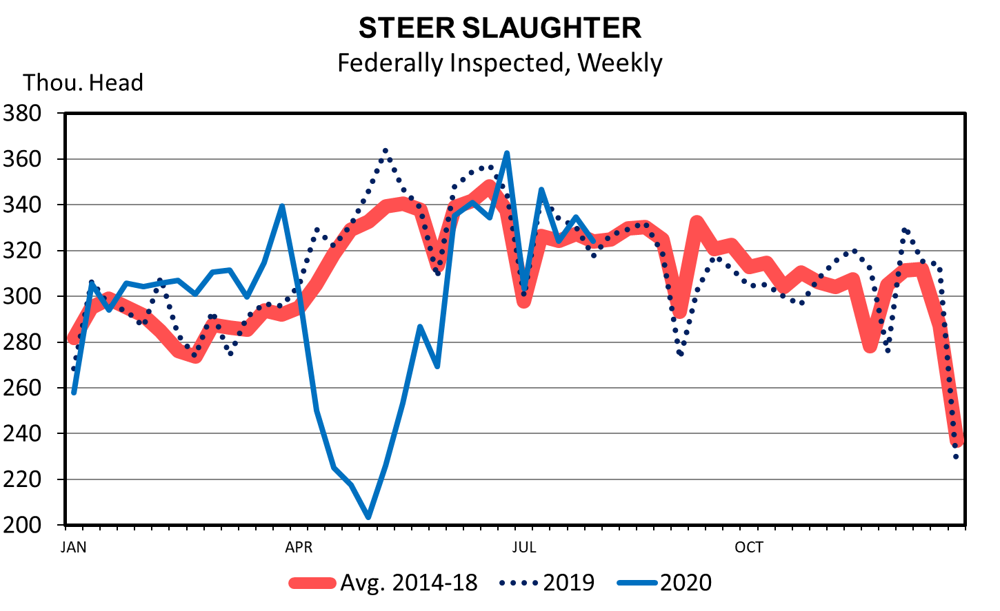 STEER SLAUGHTER
Federally Inspected, Weekly
Thou. Head
380
360
340
320
300
280
260
240
220
200
JAN APR JUL OCT
Avg. 2014-18 2019 2020